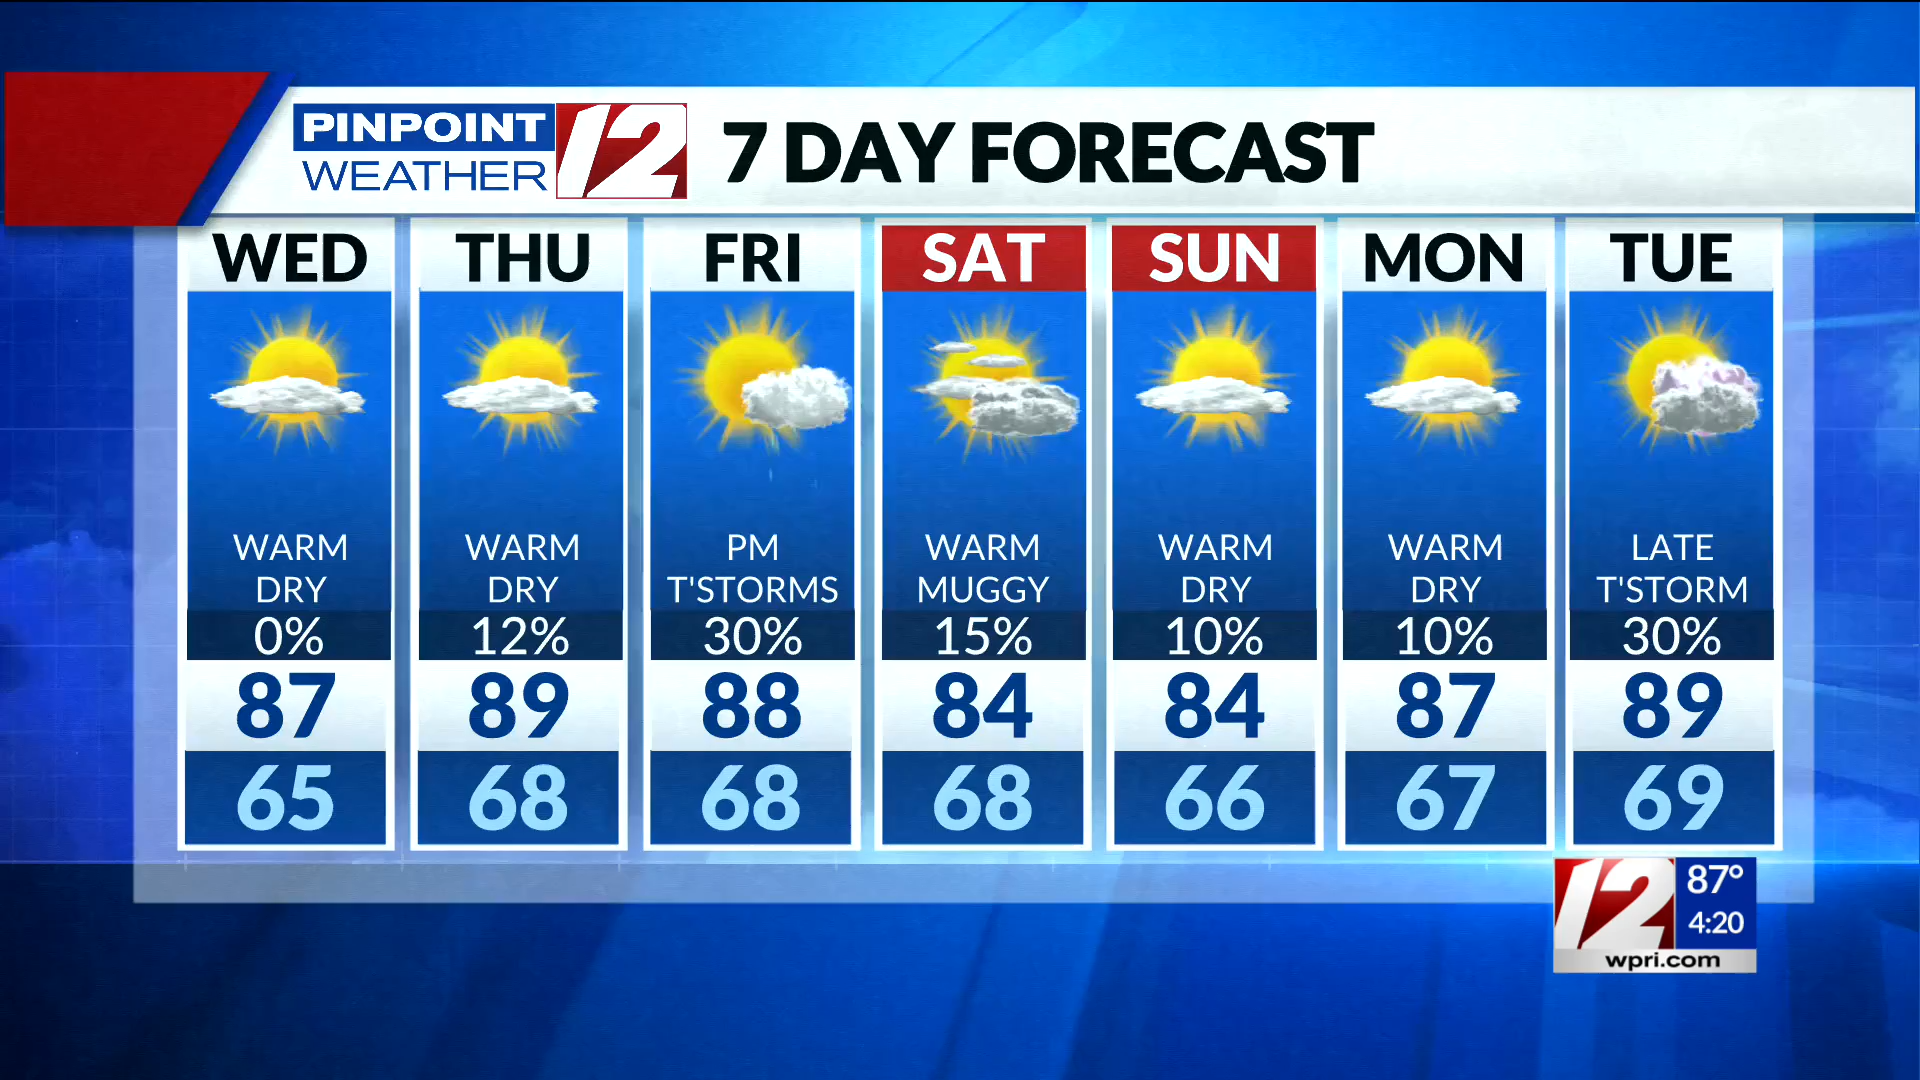 PINPOINT
WEATHER
12
7 DAY FORECAST
WED THU FRI SAT SUN MON TUE
WARM WARM PM WARM WARM WARM LATE
DRY DRY T'STORMS MUGGY DRY DRY T'STORM
0% 12% 30% 15% 10% 10% 30%
87 89 88 84 84 87 89
65 68 68 68 66 67 69
12
87°
4:20
wpri.com